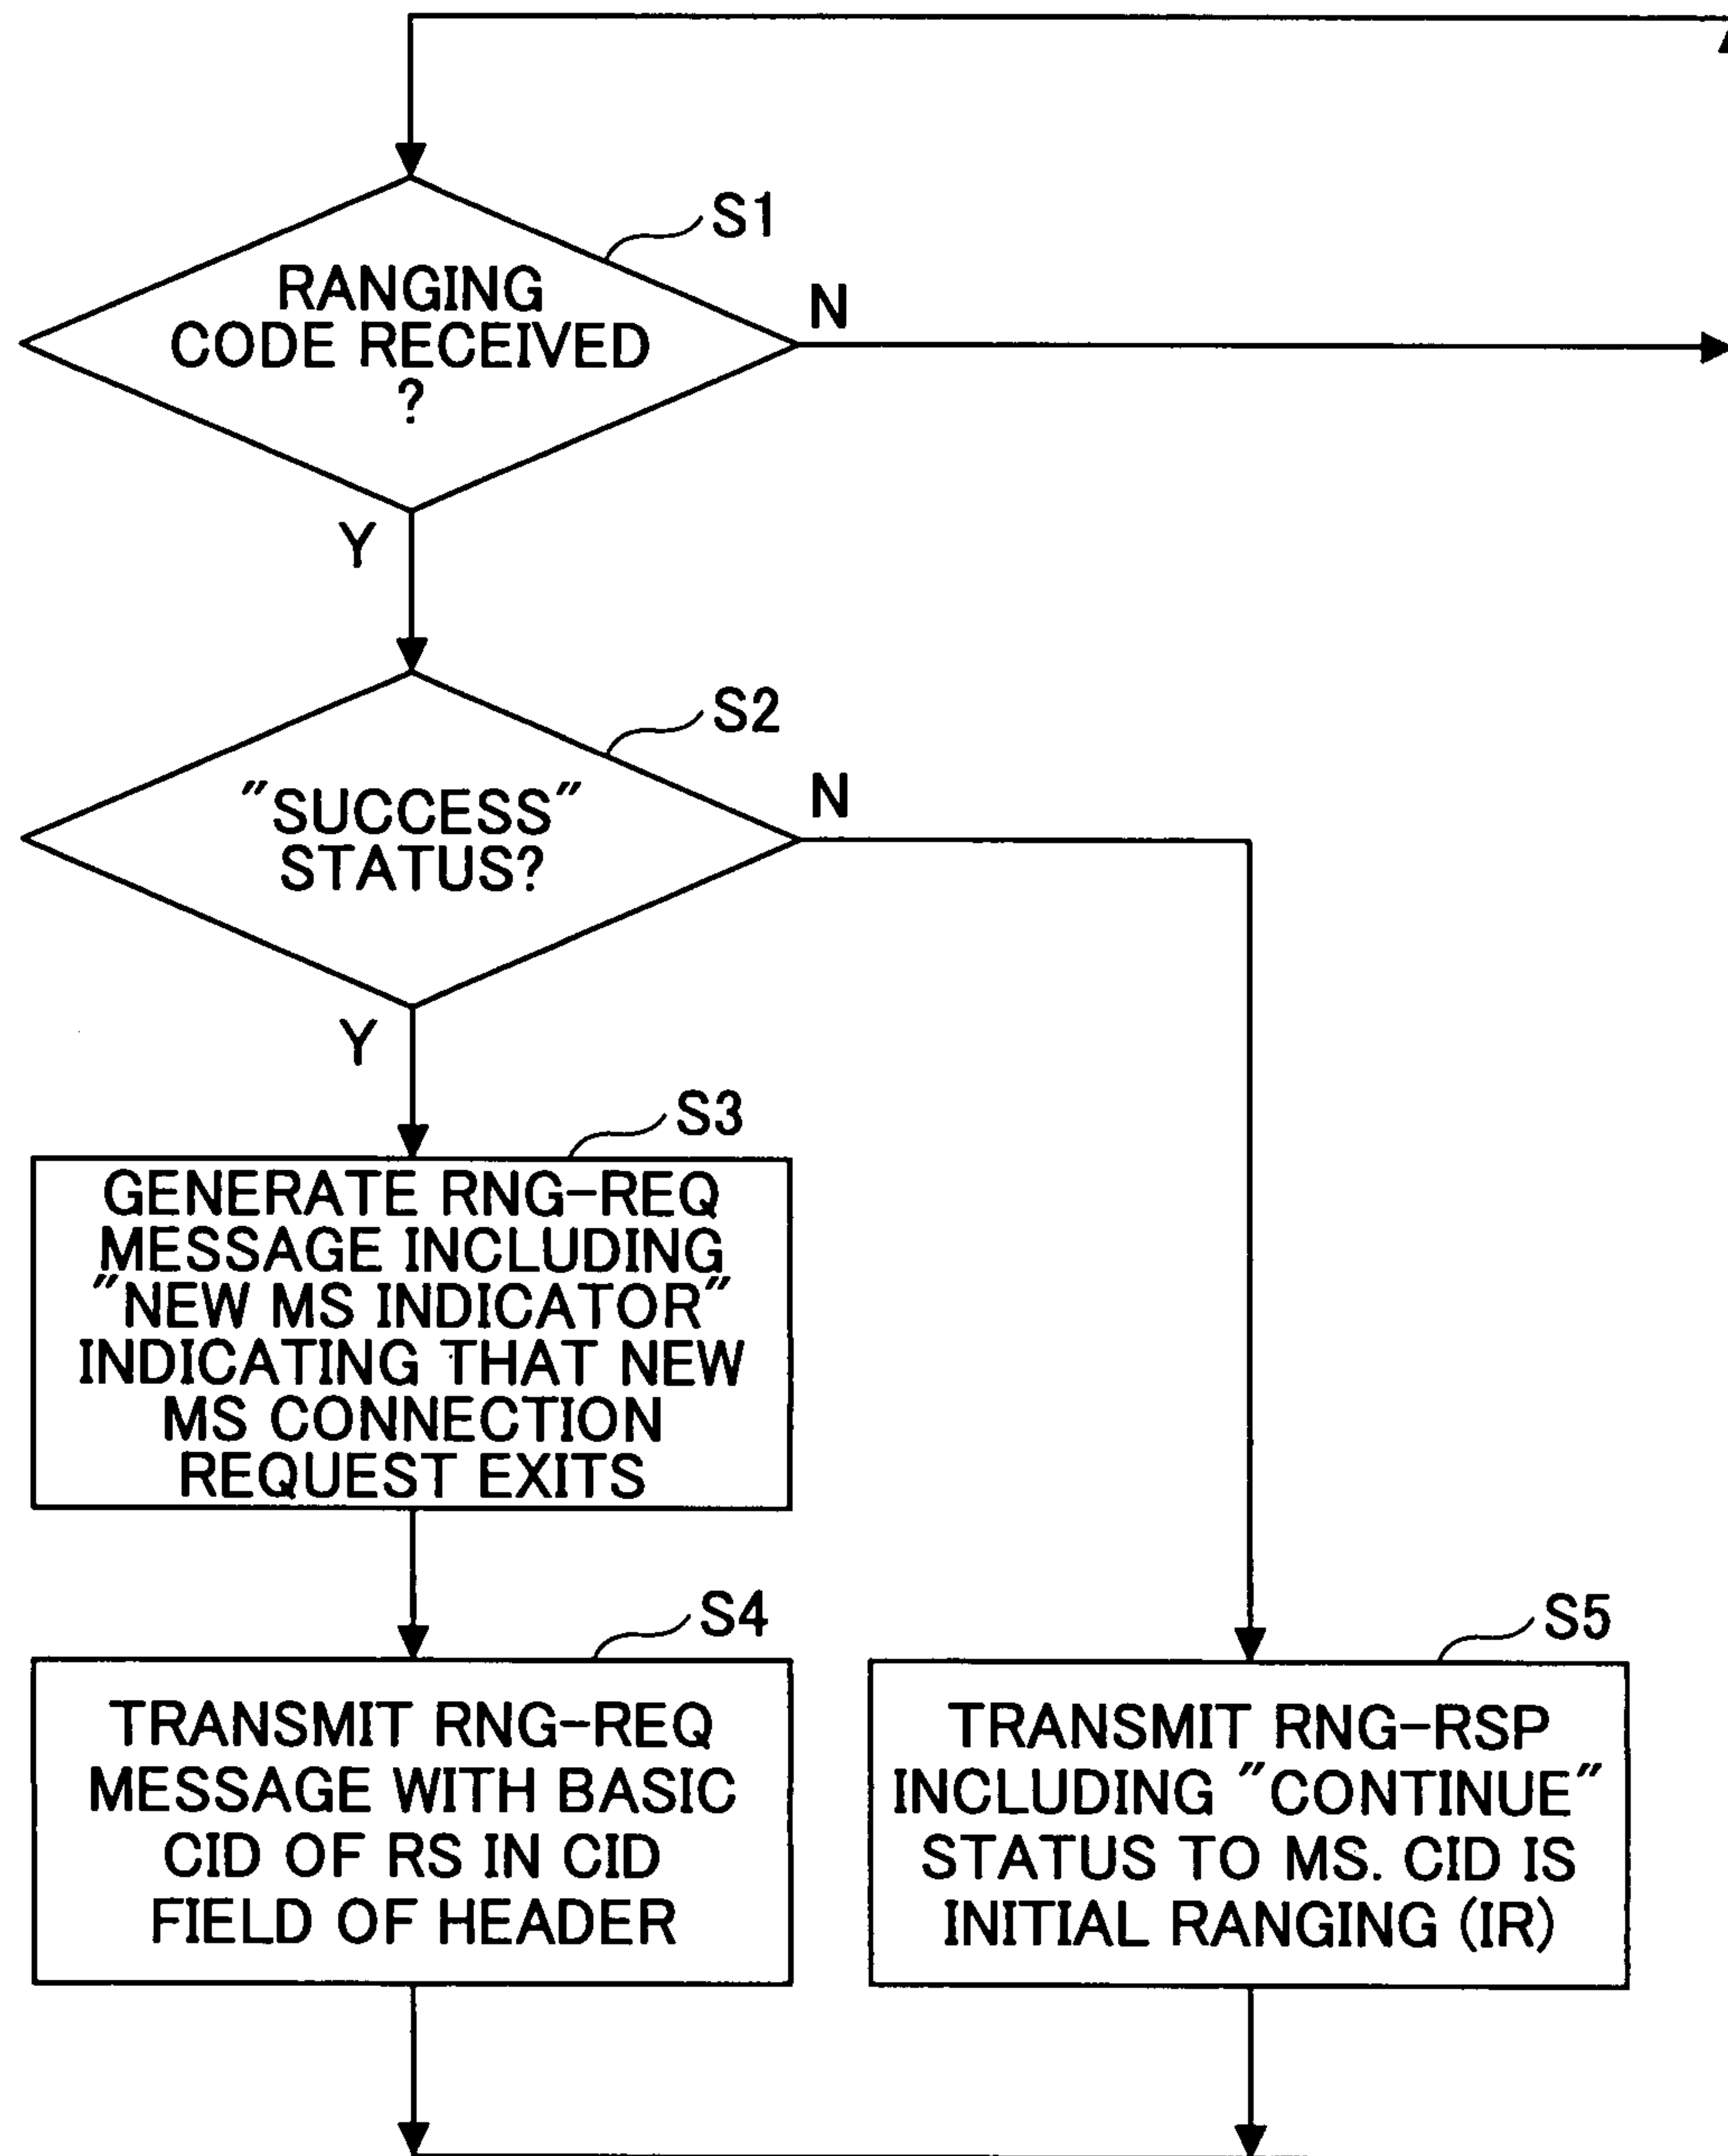 S1
RANGING
CODE RECEIVED
?
N
Y
S2
"SUCCESS"
STATUS?
N
Y
S3
GENERATE RNG-REQ
MESSAGE INCLUDING
"NEW MS INDICATOR"
INDICATING THAT NEW
MS CONNECTION
REQUEST EXITS
S4
TRANSMIT RNG-REQ
MESSAGE WITH BASIC
CID OF RS IN CID
FIELD OF HEADER
S5
TRANSMIT RNG-RSP
INCLUDING "CONTINUE"
STATUS TO MS. CID IS
INITIAL RANGING (IR)